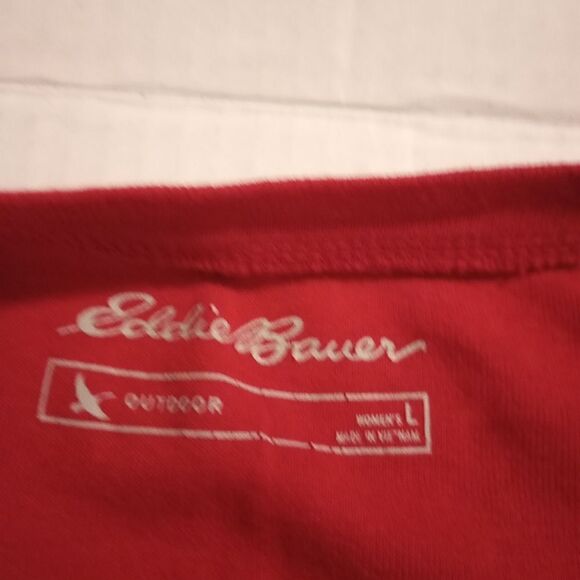 Eddie Bauer
OUTDOOR
WOMEN'S L
MADE IN VIETNAM